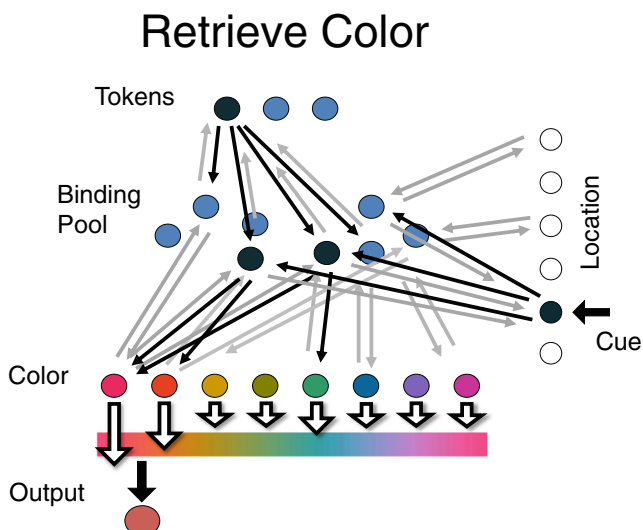 Retrieve Color
Tokens
Binding
Pool
Location
Cue
Color
Output